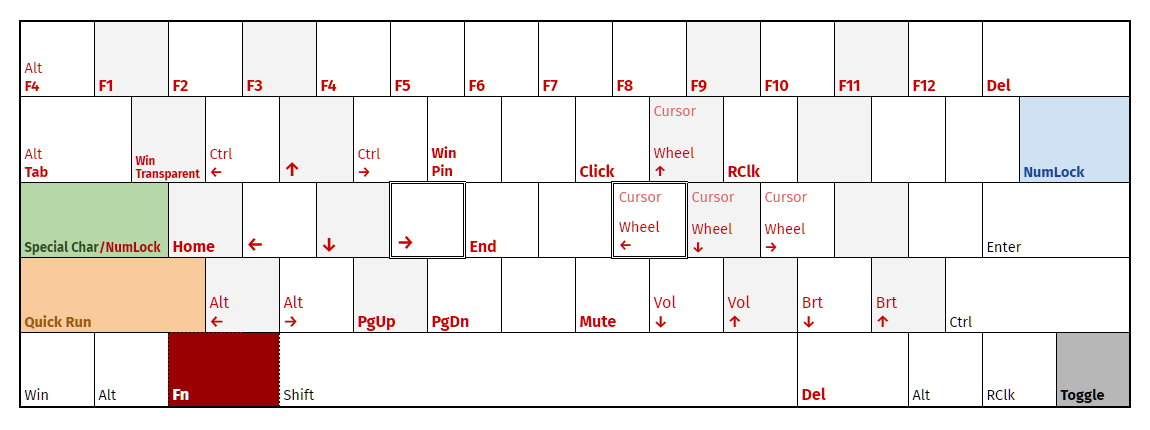 Alt
F4
F1
F2
F3
F4
F5
F6
F7
F8
F9
F10
F11
F12
Del
Alt
Tab
Win
Transparent
Ctrl
←
↑
Ctrl
→
Win
Pin
Click
Cursor
Wheel
↑
RClk
NumLock
Special Char/NumLock
Home
←
↓
→
End
Cursor
Wheel
←
Cursor
Wheel
↓
Cursor
Wheel
→
Enter
Quick Run
Alt
←
Alt
→
PgUp
PgDn
Mute
Vol
↓
Vol
↑
Brt
↓
Brt
↑
Ctrl
Win
Alt
Fn
Shift
Del
Alt
RClk
Toggle